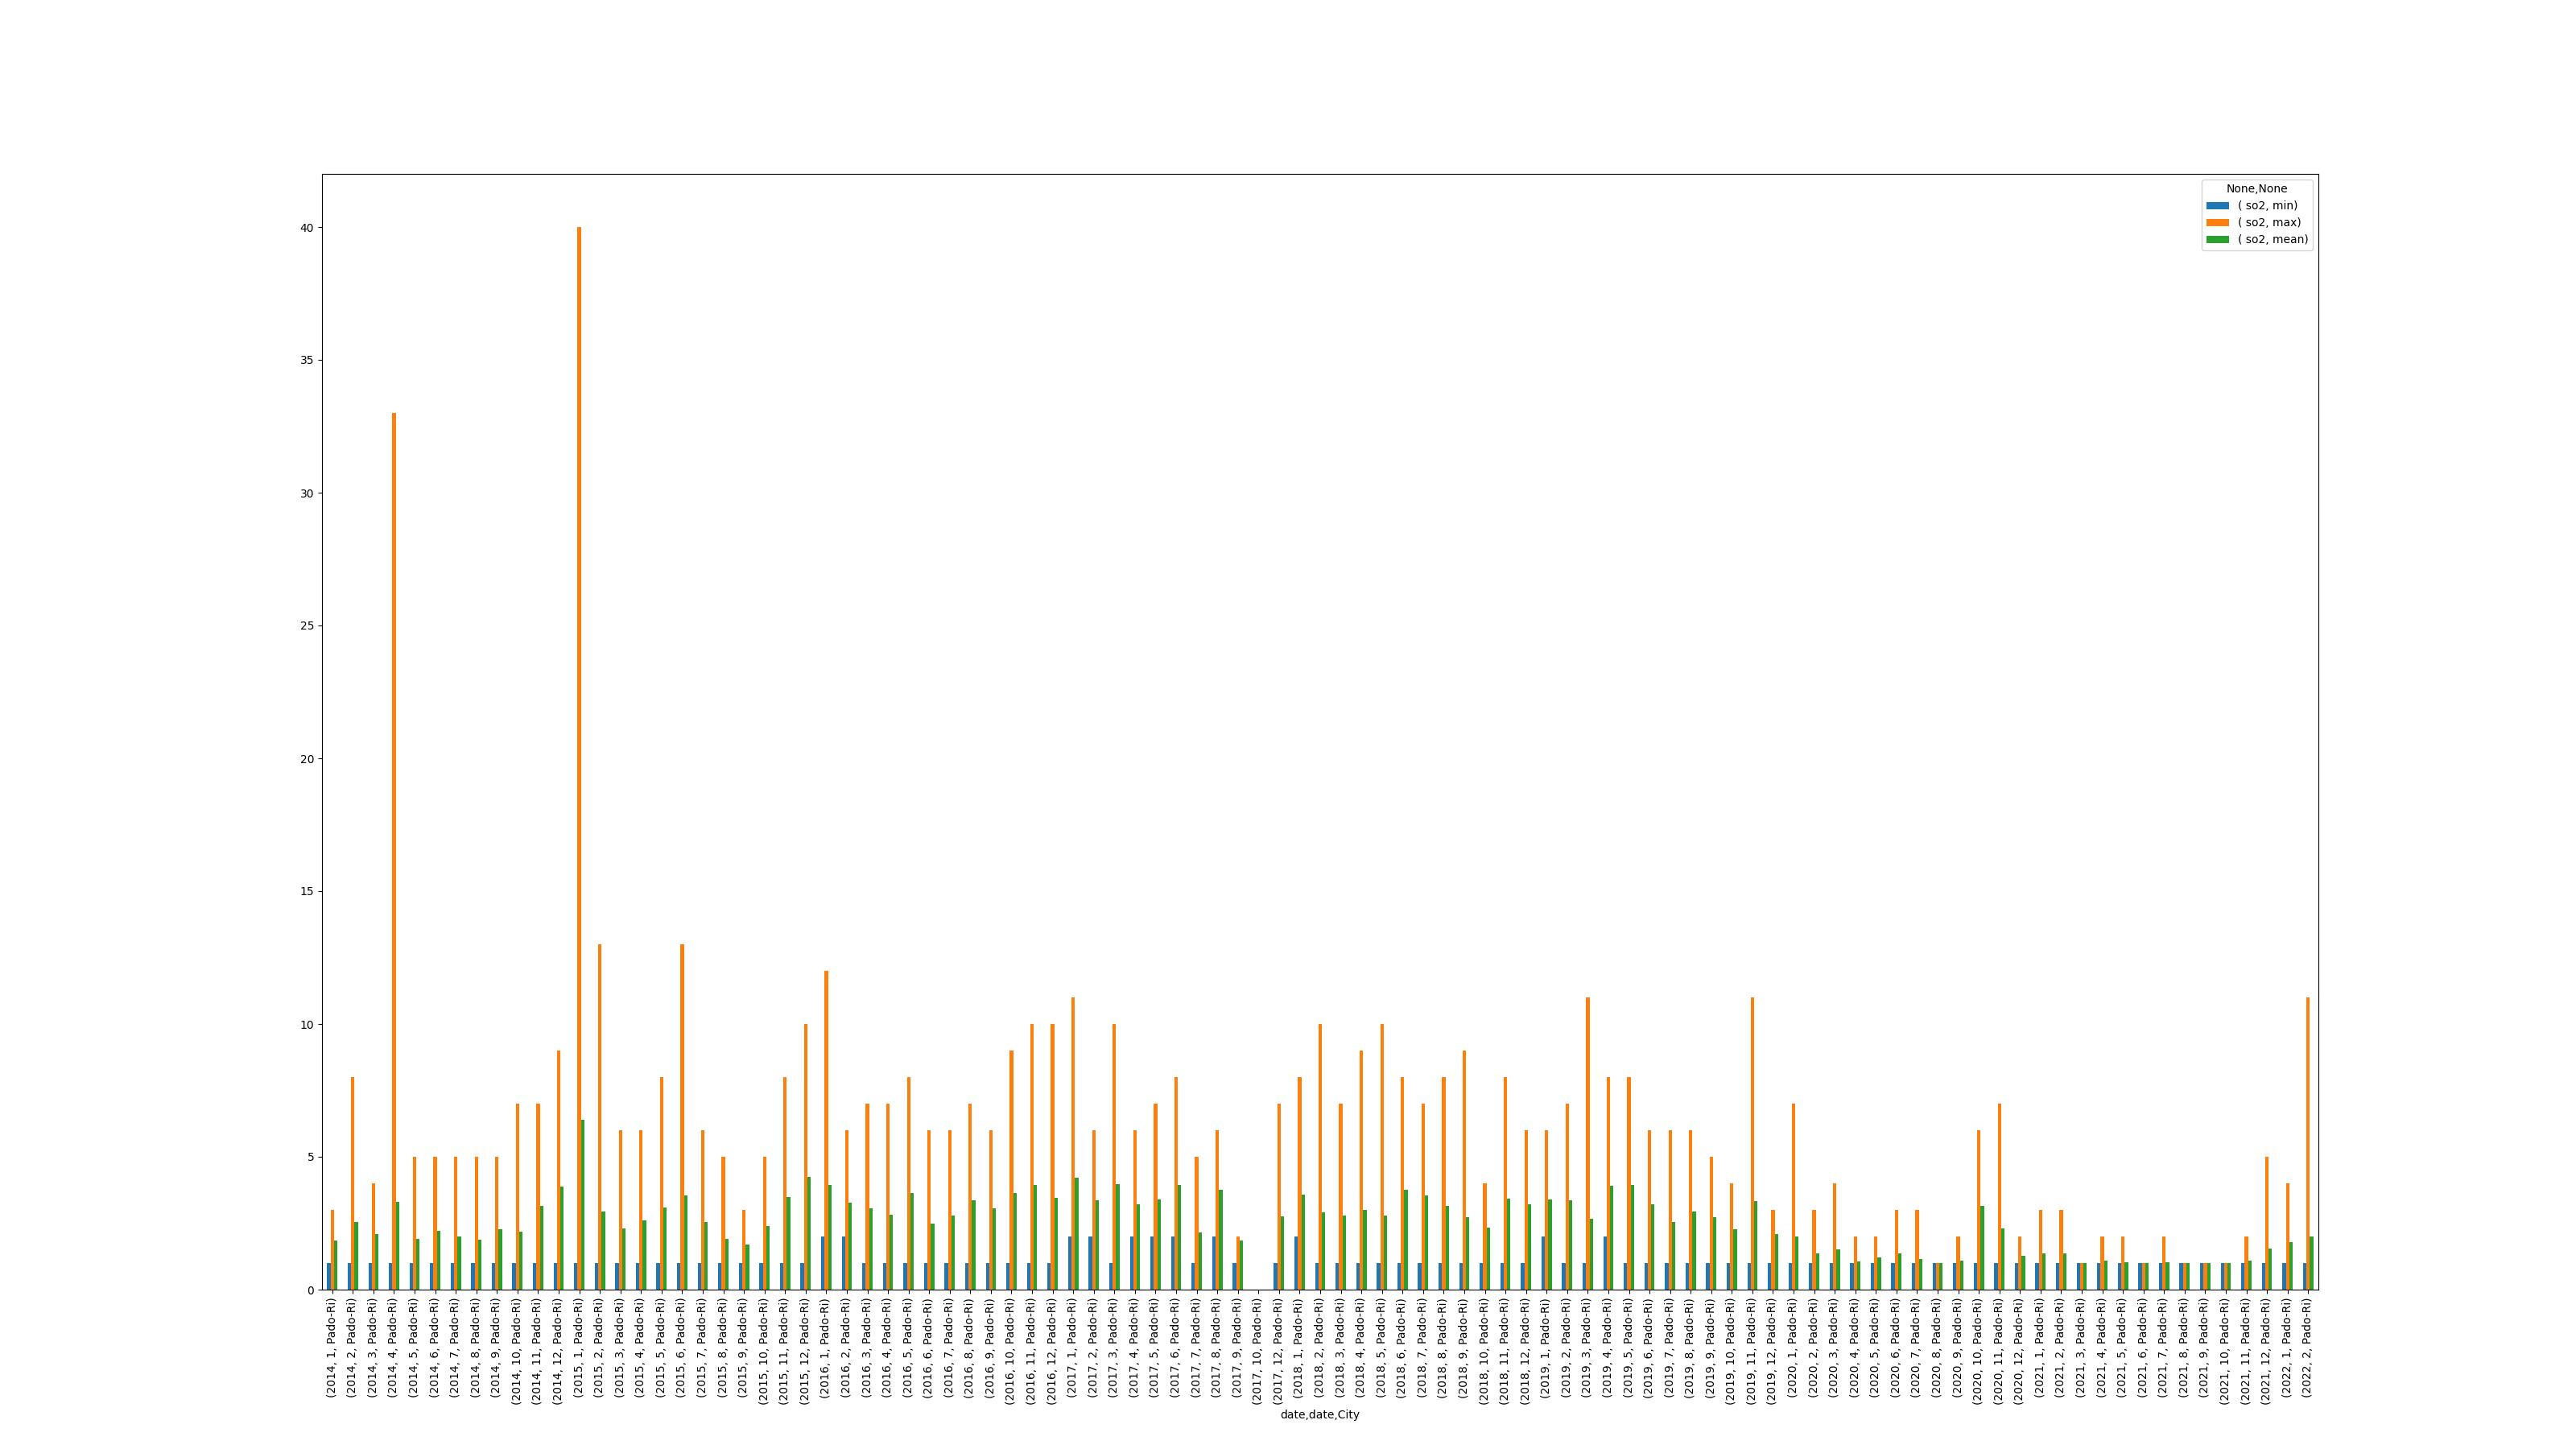 None,None
( so2, min)
( so2, max)
( so2, mean)
40
35
30
25
20
15
10
5
0
(2014, 1, Pado-Ri)
(2014, 2, Pado-Ri)
(2014, 3, Pado-Ri)
(2014, 4, Pado-Ri)
(2014, 5, Pado-Ri)
(2014, 6, Pado-Ri)
(2014, 7, Pado-Ri)
(2014, 8, Pado-Ri)
(2014, 9, Pado-Ri)
(2014, 10, Pado-Ri)
(2014, 11, Pado-Ri)
(2014, 12, Pado-Ri)
(2015, 1, Pado-Ri)
(2015, 2, Pado-Ri)
(2015, 3, Pado-Ri)
(2015, 4, Pado-Ri)
(2015, 5, Pado-Ri)
(2015, 6, Pado-Ri)
(2015, 7, Pado-Ri)
(2015, 8, Pado-Ri)
(2015, 9, Pado-Ri)
(2015, 10, Pado-Ri)
(2015, 11, Pado-Ri)
(2015, 12, Pado-Ri)
(2016, 1, Pado-Ri)
(2016, 2, Pado-Ri)
(2016, 3, Pado-Ri)
(2016, 4, Pado-Ri)
(2016, 5, Pado-Ri)
(2016, 6, Pado-Ri)
(2016, 7, Pado-Ri)
(2016, 8, Pado-Ri)
(2016, 9, Pado-Ri)
(2016, 10, Pado-Ri)
(2016, 11, Pado-Ri)
(2016, 12, Pado-Ri)
(2017, 1, Pado-Ri)
(2017, 2, Pado-Ri)
(2017, 3, Pado-Ri)
(2017, 4, Pado-Ri)
(2017, 5, Pado-Ri)
(2017, 6, Pado-Ri)
(2017, 7, Pado-Ri)
(2017, 8, Pado-Ri)
(2017, 9, Pado-Ri)
(2017, 10, Pado-Ri)
(2017, 12, Pado-Ri)
(2018, 1, Pado-Ri)
(2018, 2, Pado-Ri)
(2018, 3, Pado-Ri)
(2018, 4, Pado-Ri)
(2018, 5, Pado-Ri)
(2018, 6, Pado-Ri)
(2018, 7, Pado-Ri)
(2018, 8, Pado-Ri)
(2018, 9, Pado-Ri)
(2018, 10, Pado-Ri)
(2018, 11, Pado-Ri)
(2018, 12, Pado-Ri)
(2019, 1, Pado-Ri)
(2019, 2, Pado-Ri)
(2019, 3, Pado-Ri)
(2019, 4, Pado-Ri)
(2019, 5, Pado-Ri)
(2019, 6, Pado-Ri)
(2019, 7, Pado-Ri)
(2019, 8, Pado-Ri)
(2019, 9, Pado-Ri)
(2019, 10, Pado-Ri)
(2019, 11, Pado-Ri)
(2019, 12, Pado-Ri)
(2020, 1, Pado-Ri)
(2020, 2, Pado-Ri)
(2020, 3, Pado-Ri)
(2020, 4, Pado-Ri)
(2020, 5, Pado-Ri)
(2020, 6, Pado-Ri)
(2020, 7, Pado-Ri)
(2020, 8, Pado-Ri)
(2020, 9, Pado-Ri)
(2020, 10, Pado-Ri)
(2020, 11, Pado-Ri)
(2020, 12, Pado-Ri)
(2021, 1, Pado-Ri)
(2021, 2, Pado-Ri)
(2021, 3, Pado-Ri)
(2021, 4, Pado-Ri)
(2021, 5, Pado-Ri)
(2021, 6, Pado-Ri)
(2021, 7, Pado-Ri)
(2021, 8, Pado-Ri)
(2021, 9, Pado-Ri)
(2021, 10, Pado-Ri)
(2021, 11, Pado-Ri)
(2021, 12, Pado-Ri)
(2022, 1, Pado-Ri)
(2022, 2, Pado-Ri)
date,date,City